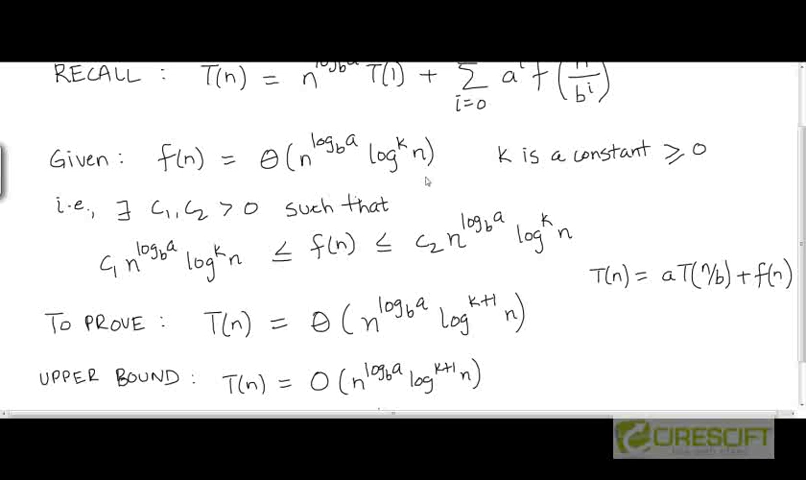 RECALL : T(n) = n^{log_b a} T(1) + Σ_{i=0} a^i f(n/b^i)
Given : f(n) = Θ(n^{log_b a} log^k n) K is a constant ≥ 0
i.e., ∃ C₁, C₂ > 0 such that
C₁ n^{log_b a} log^k n ≤ f(n) ≤ C₂ n^{log_b a} log^k n
T(n) = aT(n/b) + f(n)
TO PROVE : T(n) = Θ(n^{log_b a} log^{k+1} n)
UPPER BOUND : T(n) = O(n^{log_b a} log^{k+1} n)
CIRESCIFT